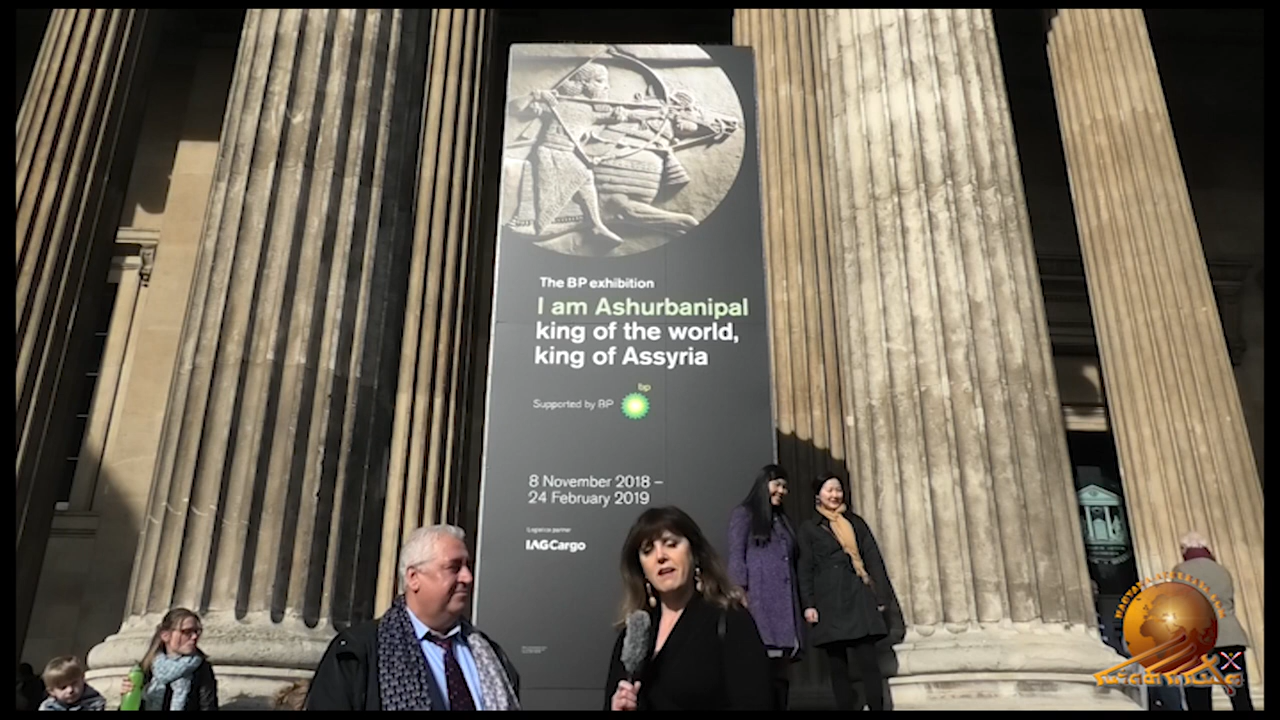 The BP exhibition
I am Ashurbanipal
king of the world,
king of Assyria
bp
Supported by BP
8 November 2018 –
24 February 2019
Logistics partner
IAGCargo